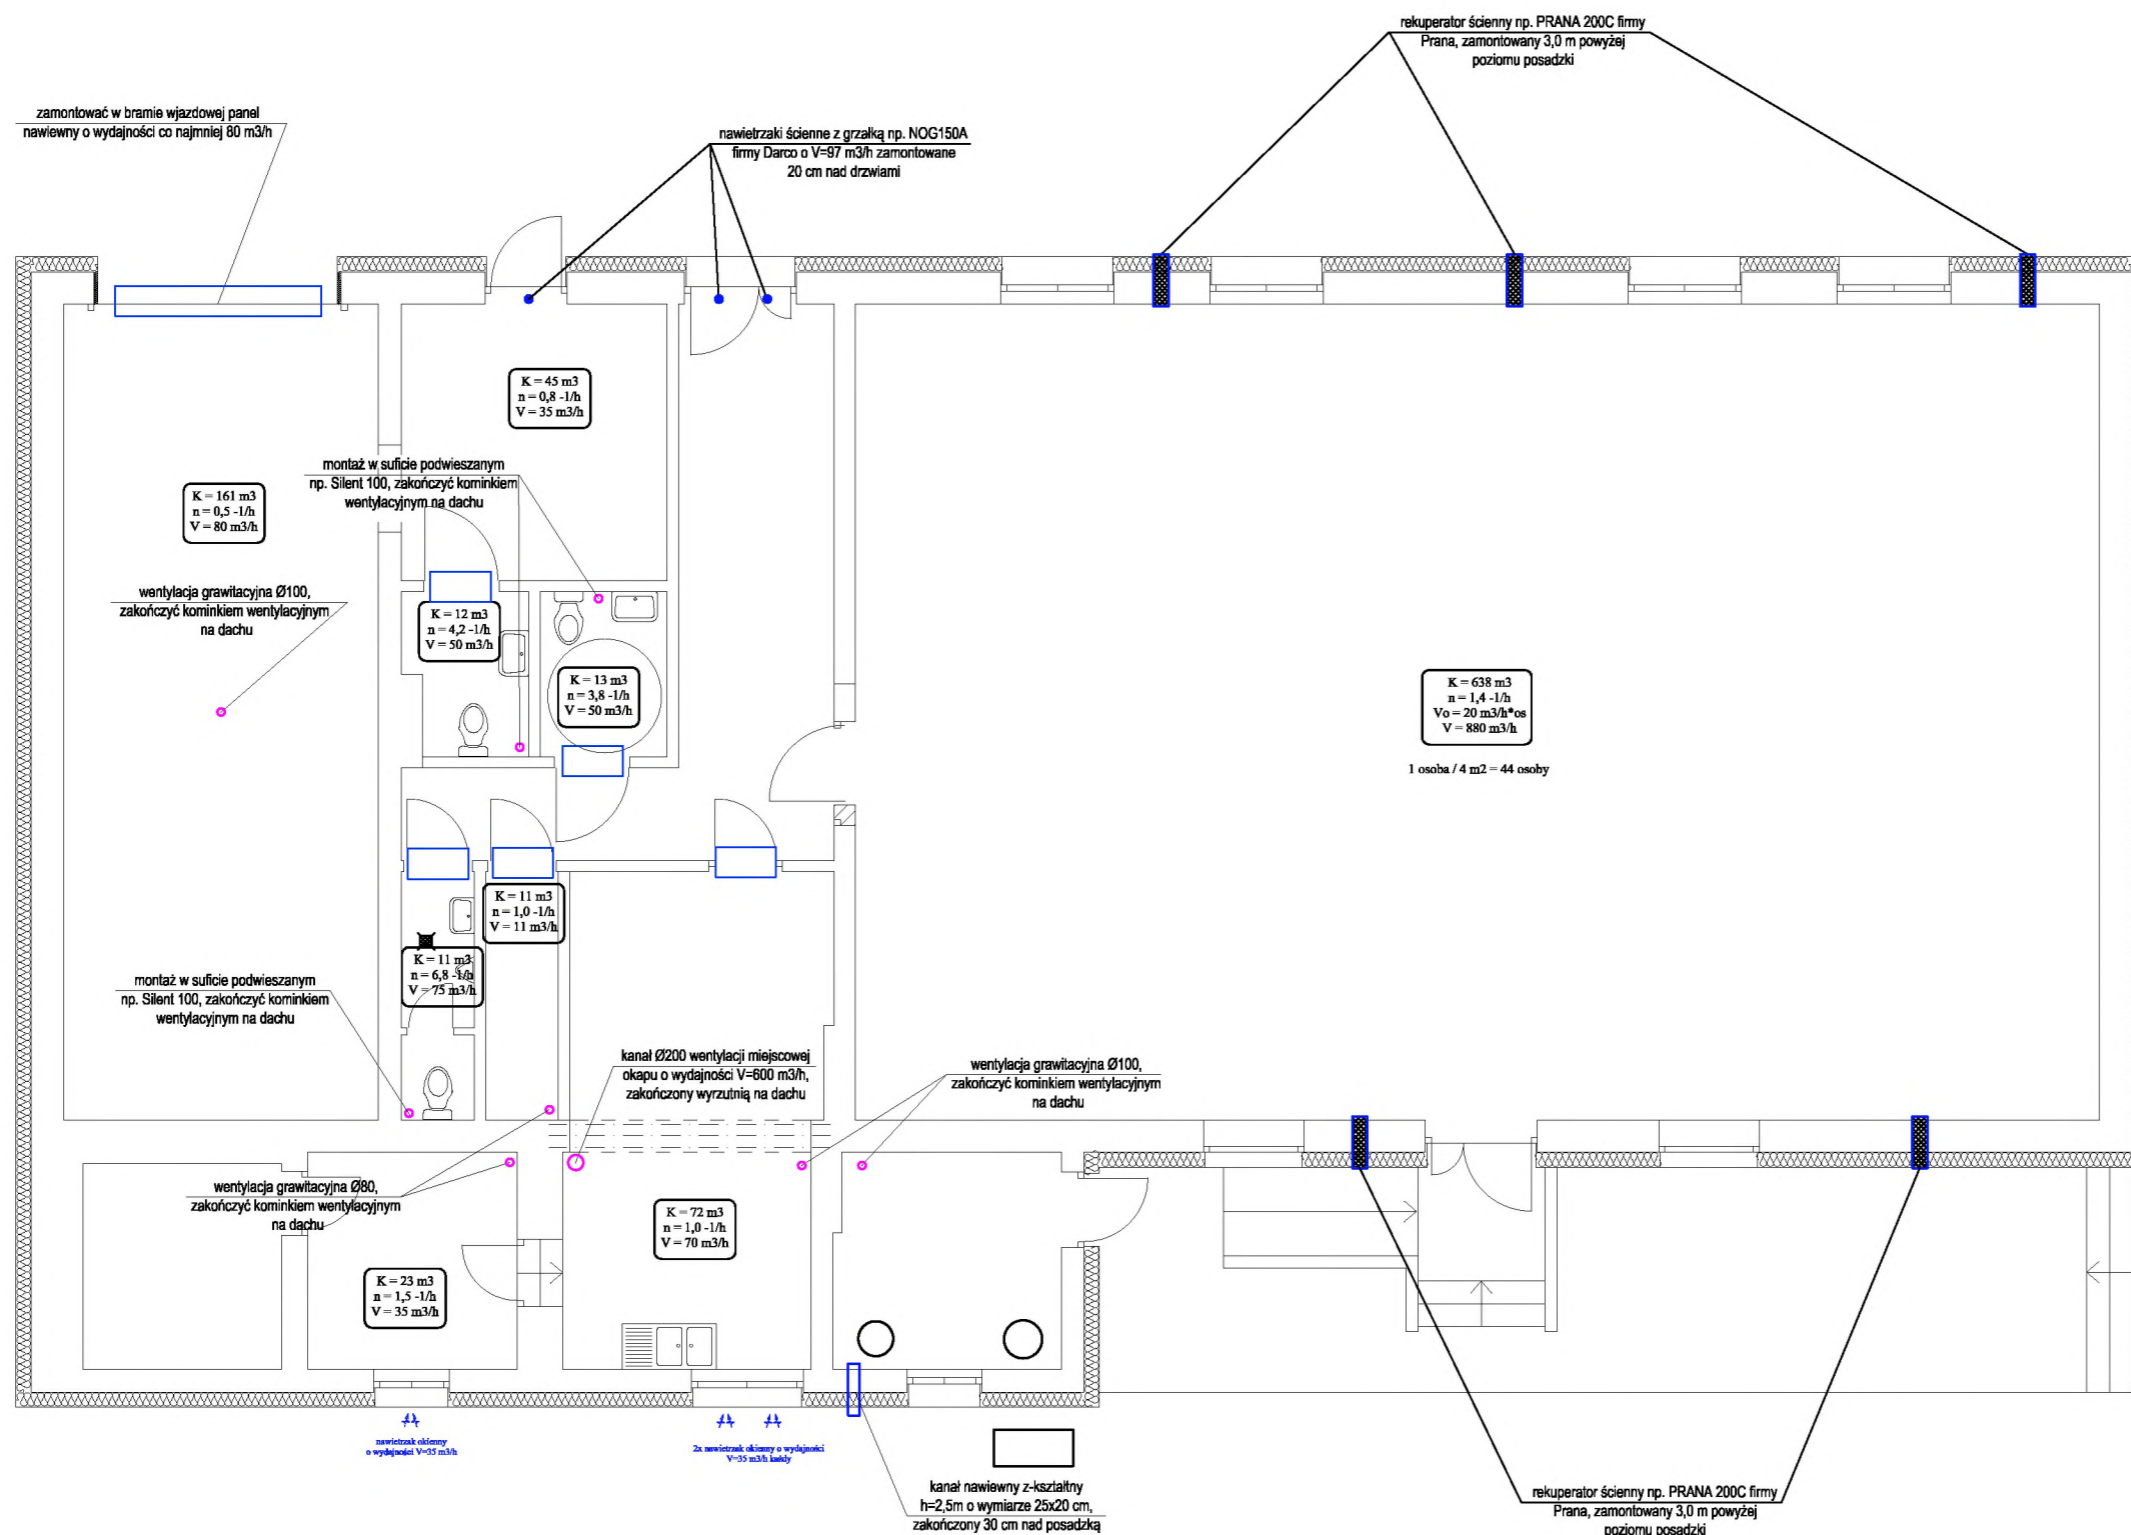 rekuperator ścienny np. PRANA 200C firmy
Prana, zamontowany 3,0 m powyżej
poziomu posadzki
zamontować w bramie wjazdowej panel
nawiewny o wydajności co najmniej 80 m3/h
nawietrzaki ścienne z grzałką np. NOG150A
firmy Darco o V=97 m3/h zamontowane
20 cm nad drzwiami
K = 45 m3
n = 0,8 -1/h
V = 35 m3/h
montaż w suficie podwieszanym
np. Silent 100, zakończyć kominkiem
wentylacyjnym na dachu
K = 161 m3
n = 0,5 -1/h
V = 80 m3/h
wentylacja grawitacyjna Ø100,
zakończyć kominkiem wentylacyjnym
na dachu
K = 12 m3
n = 4,2 -1/h
V = 50 m3/h
K = 13 m3
n = 3,8 -1/h
V = 50 m3/h
K = 638 m3
n = 1,4 -1/h
Vo = 20 m3/h*os
V = 880 m3/h
1 osoba / 4 m2 = 44 osoby
K = 11 m3
n = 1,0 -1/h
V = 11 m3/h
K = 11 m3
n = 6,8 -1/h
V = 75 m3/h
montaż w suficie podwieszanym
np. Silent 100, zakończyć kominkiem
wentylacyjnym na dachu
kanał Ø200 wentylacji miejscowej
okapu o wydajności V=600 m3/h,
zakończony wyrzutnią na dachu
wentylacja grawitacyjna Ø100,
zakończyć kominkiem wentylacyjnym
na dachu
wentylacja grawitacyjna Ø80,
zakończyć kominkiem wentylacyjnym
na dachu
K = 72 m3
n = 1,0 -1/h
V = 70 m3/h
K = 23 m3
n = 1,5 -1/h
V = 35 m3/h
nawietrzak okienny
o wydajności V=35 m3/h
2x nawietrzak okienny o wydajności
V=35 m3/h każdy
kanał nawiewny z-kształtny
h=2,5m o wymiarze 25x20 cm,
zakończony 30 cm nad posadzką
rekuperator ścienny np. PRANA 200C firmy
Prana, zamontowany 3,0 m powyżej
poziomu posadzki